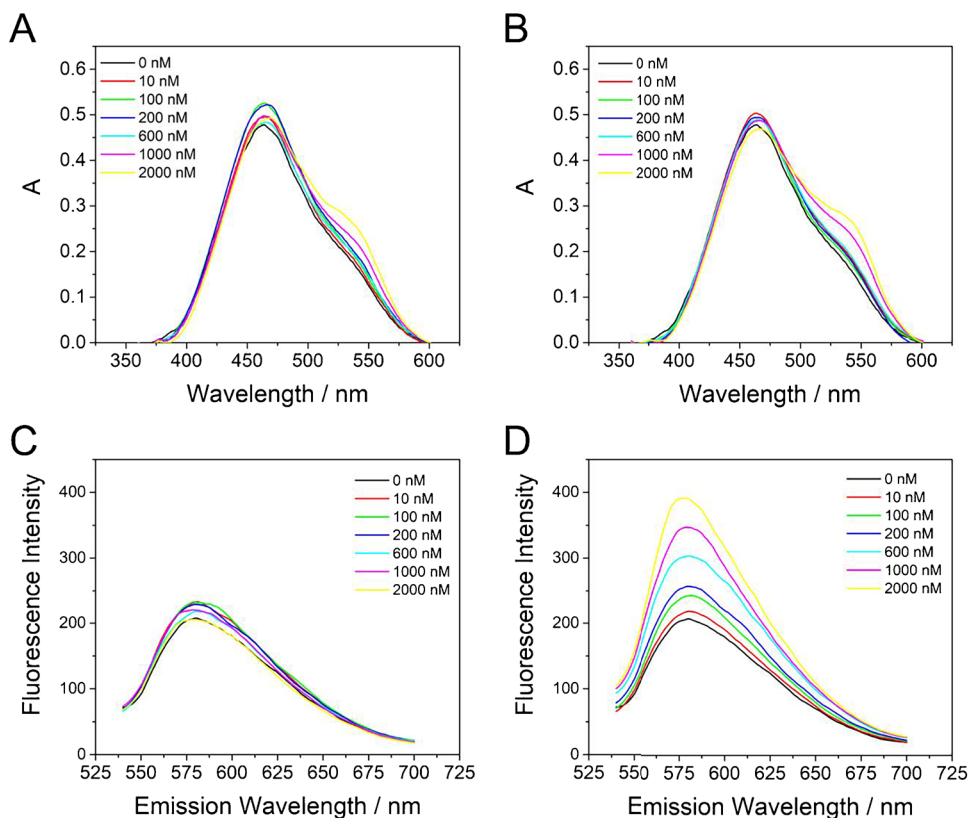 A
A
0.6
0.5
0.4
0.3
0.2
0.1
0.0
350
400
450
500
550
600
Wavelength / nm
0 nM
10 nM
100 nM
200 nM
600 nM
1000 nM
2000 nM
B
A
0.6
0.5
0.4
0.3
0.2
0.1
0.0
350
400
450
500
550
600
Wavelength / nm
0 nM
10 nM
100 nM
200 nM
600 nM
1000 nM
2000 nM
C
Fluorescence Intensity
400
300
200
100
0
525
550
575
600
625
650
675
700
725
Emission Wavelength / nm
0 nM
10 nM
100 nM
200 nM
600 nM
1000 nM
2000 nM
D
Fluorescence Intensity
400
300
200
100
0
525
550
575
600
625
650
675
700
725
Emission Wavelength / nm
0 nM
10 nM
100 nM
200 nM
600 nM
1000 nM
2000 nM